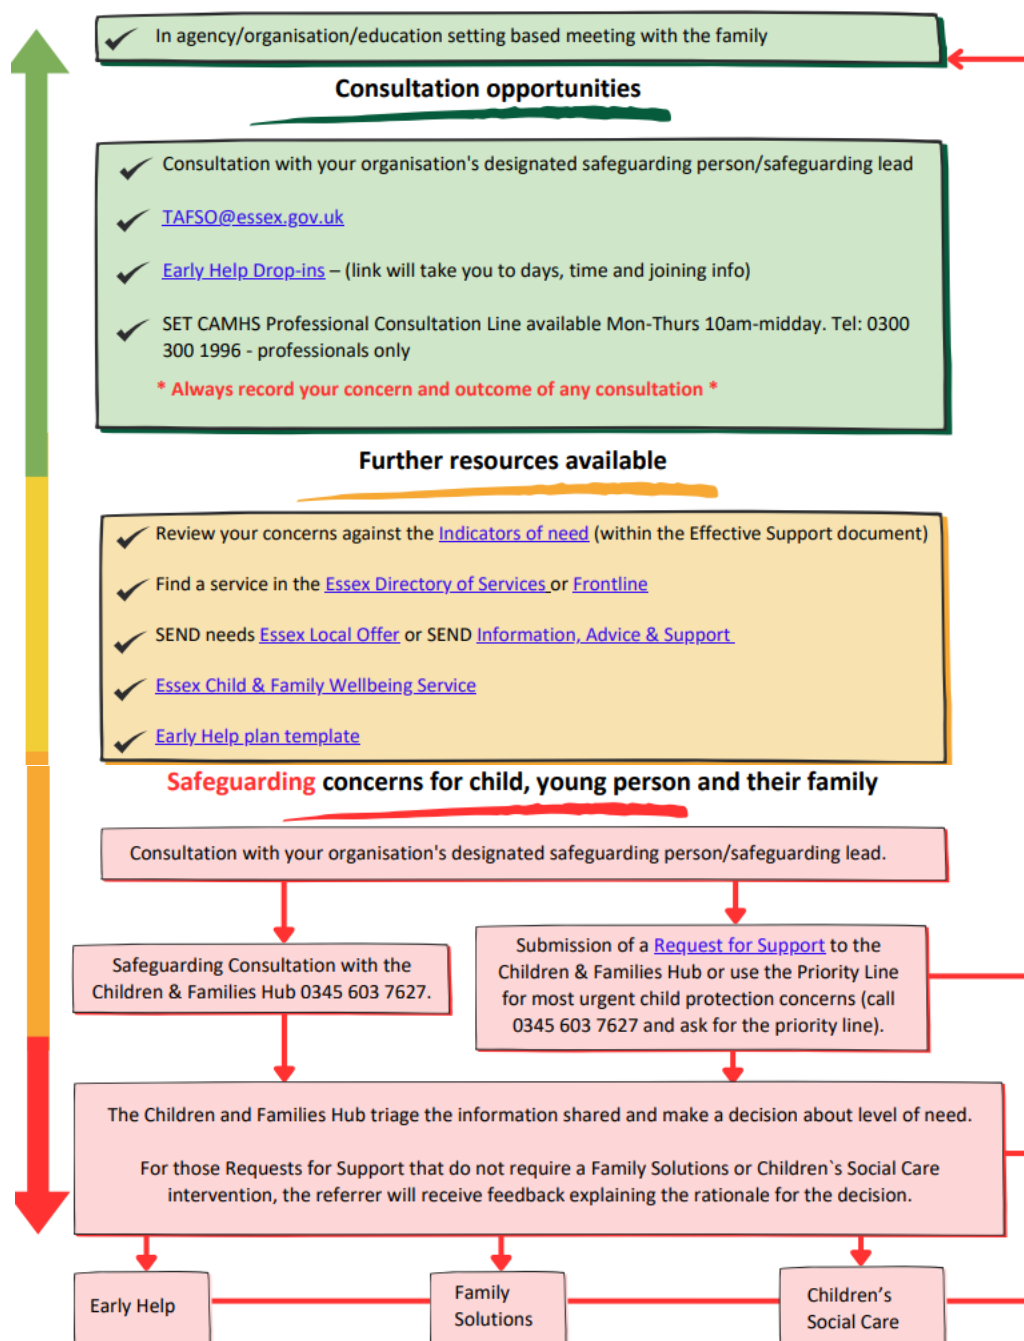 In agency/organisation/education setting based meeting with the family
Consultation opportunities
Consultation with your organisation's designated safeguarding person/safeguarding lead
TAFSO@essex.gov.uk
Early Help Drop-ins – (link will take you to days, time and joining info)
SET CAMHS Professional Consultation Line available Mon-Thurs 10am-midday. Tel: 0300
300 1996 - professionals only
* Always record your concern and outcome of any consultation *
Further resources available
Review your concerns against the Indicators of need (within the Effective Support document)
Find a service in the Essex Directory of Services or Frontline
SEND needs Essex Local Offer or SEND Information, Advice & Support
Essex Child & Family Wellbeing Service
Early Help plan template
Safeguarding concerns for child, young person and their family
Consultation with your organisation's designated safeguarding person/safeguarding lead.
Safeguarding Consultation with the
Children & Families Hub 0345 603 7627.
Submission of a Request for Support to the
Children & Families Hub or use the Priority Line
for most urgent child protection concerns (call
0345 603 7627 and ask for the priority line).
The Children and Families Hub triage the information shared and make a decision about level of need.
For those Requests for Support that do not require a Family Solutions or Children`s Social Care
intervention, the referrer will receive feedback explaining the rationale for the decision.
Early Help
Family
Solutions
Children’s
Social Care